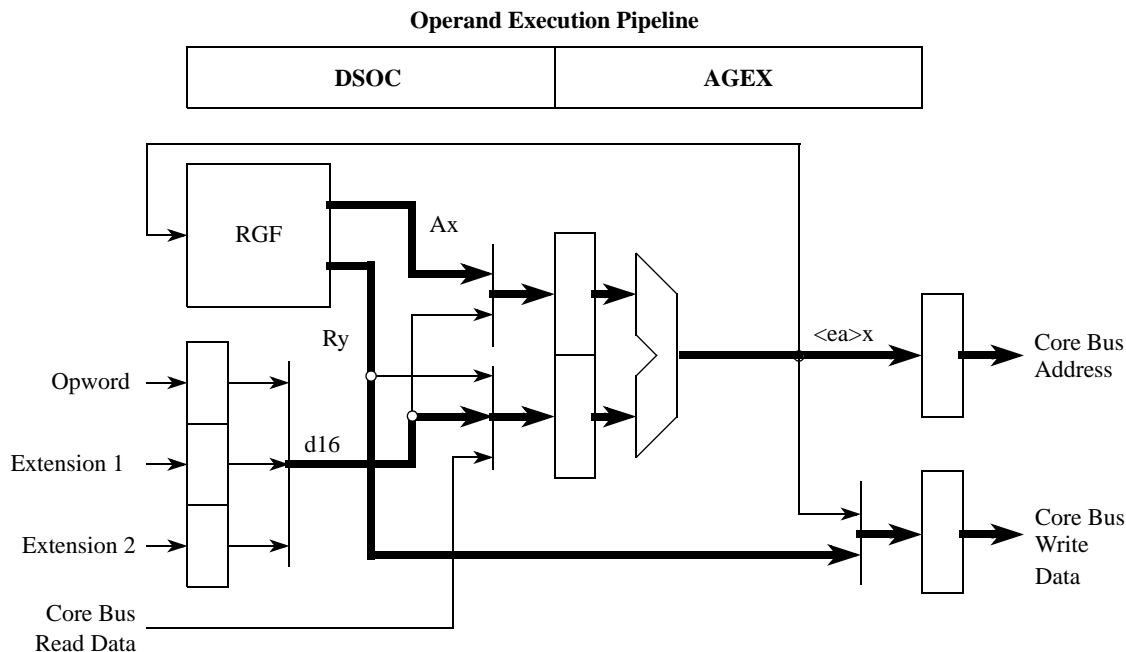 Operand Execution Pipeline
DSOC
AGEX
RGF
Ax
Ry
<ea>x
Core Bus
Address
Opword
d16
Extension 1
Extension 2
Core Bus
Write
Data
Core Bus
Read Data